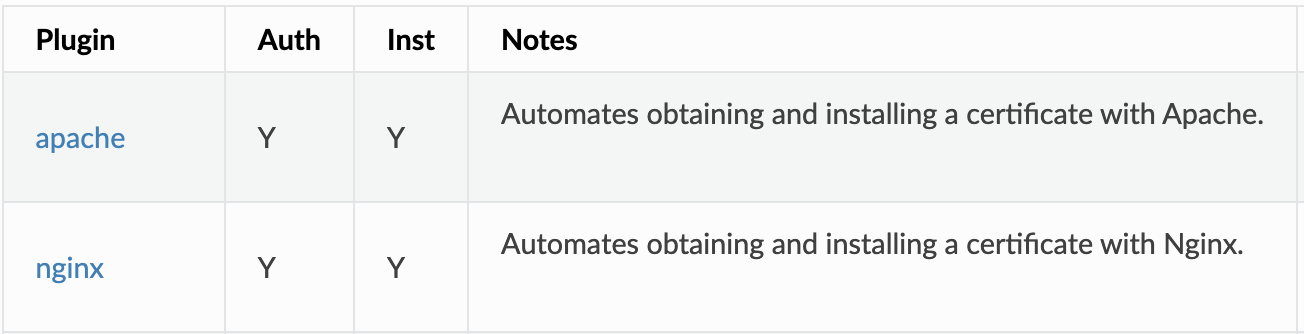 Plugin Auth Inst Notes
apache Y Y Automates obtaining and installing a certificate with Apache.
nginx Y Y Automates obtaining and installing a certificate with Nginx.